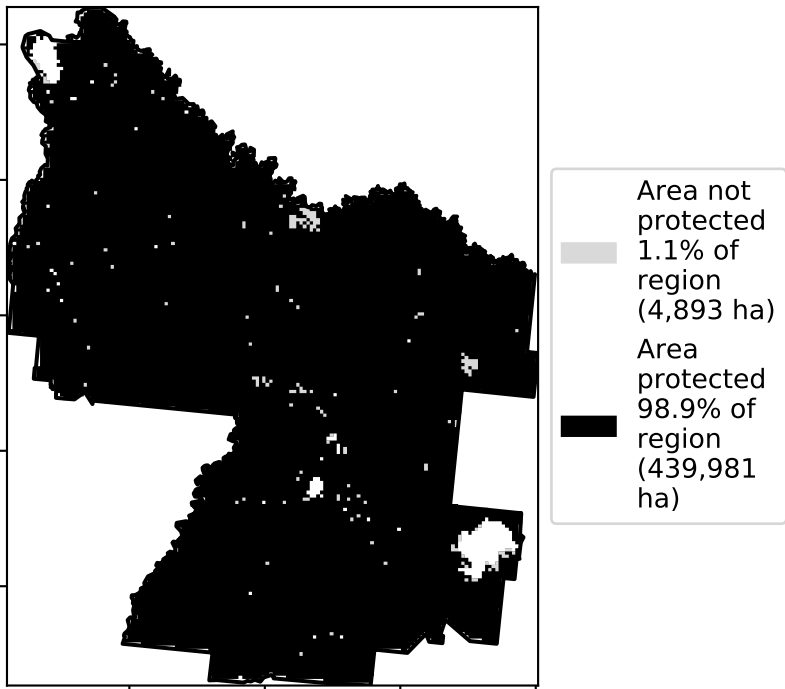 Area not
protected
1.1% of
region
(4,893 ha)
Area
protected
98.9% of
region
(439,981
ha)